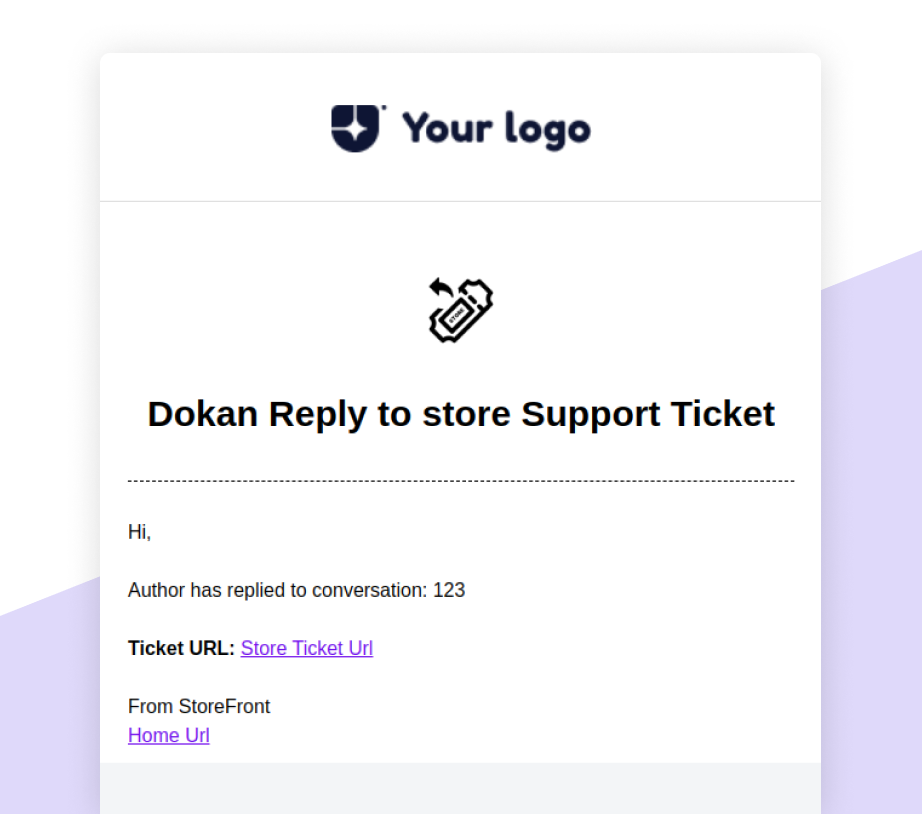 Your logo
STORE
Dokan Reply to store Support Ticket
Hi,
Author has replied to conversation: 123
Ticket URL: Store Ticket Url
From StoreFront
Home Url